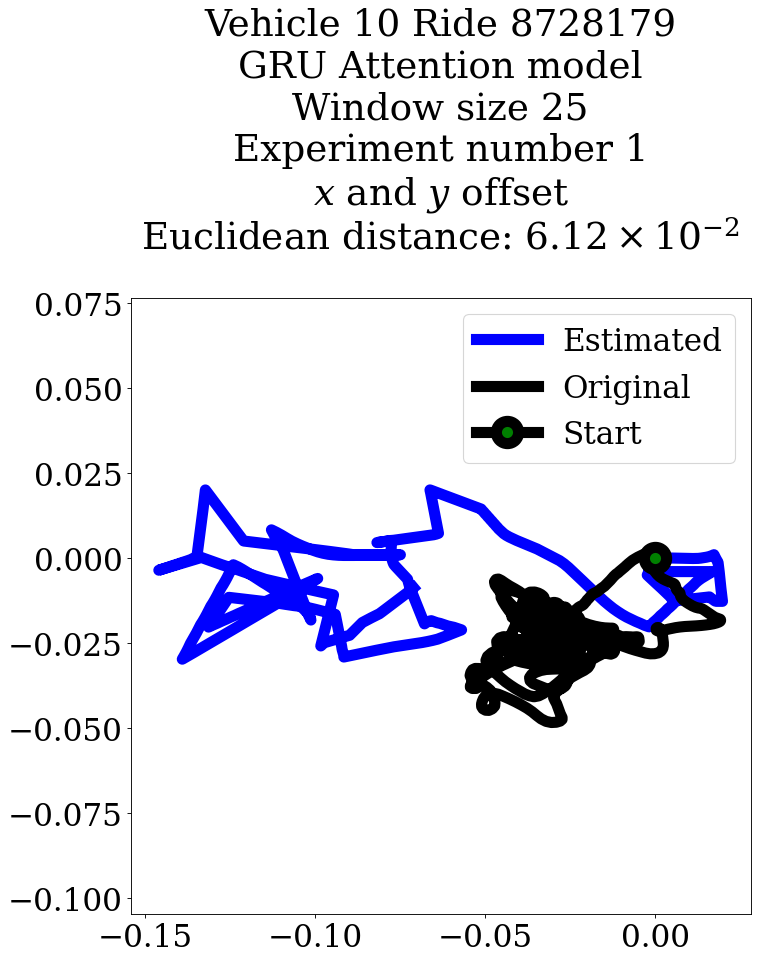 Vehicle 10 Ride 8728179
GRU Attention model
Window size 25
Experiment number 1
x and y offset
Euclidean distance: 6.12 × 10⁻²
0.075
0.050
0.025
0.000
−0.025
−0.050
−0.075
−0.100
Estimated
Original
Start
−0.15 −0.10 −0.05 0.00